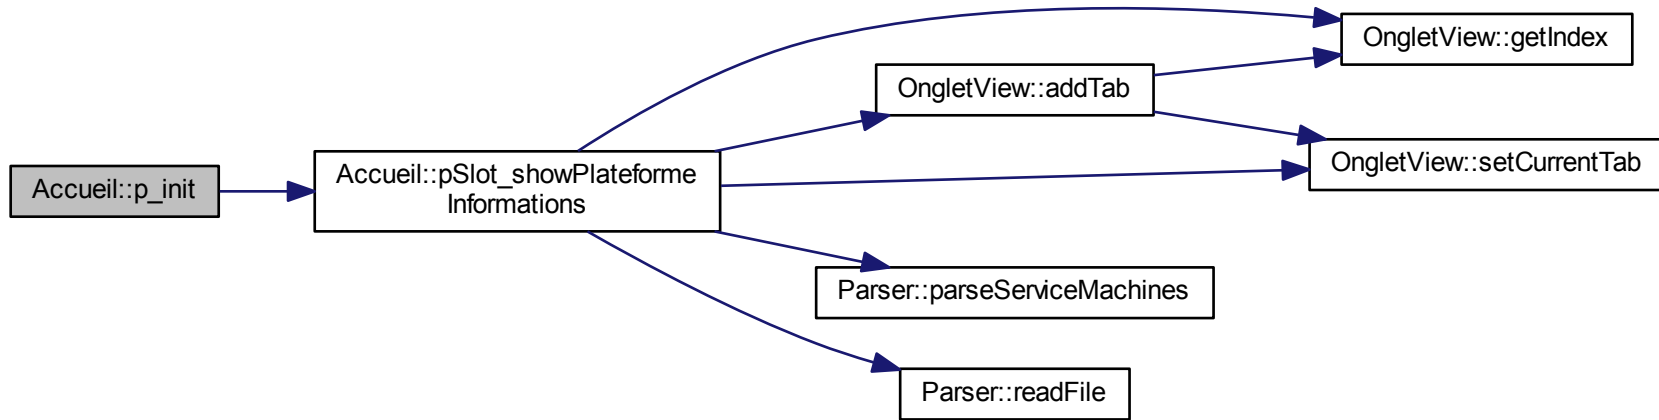 Accueil::p_init
Accueil::pSlot_showPlateforme
Informations
OngletView::addTab
OngletView::getIndex
OngletView::setCurrentTab
Parser::parseServiceMachines
Parser::readFile